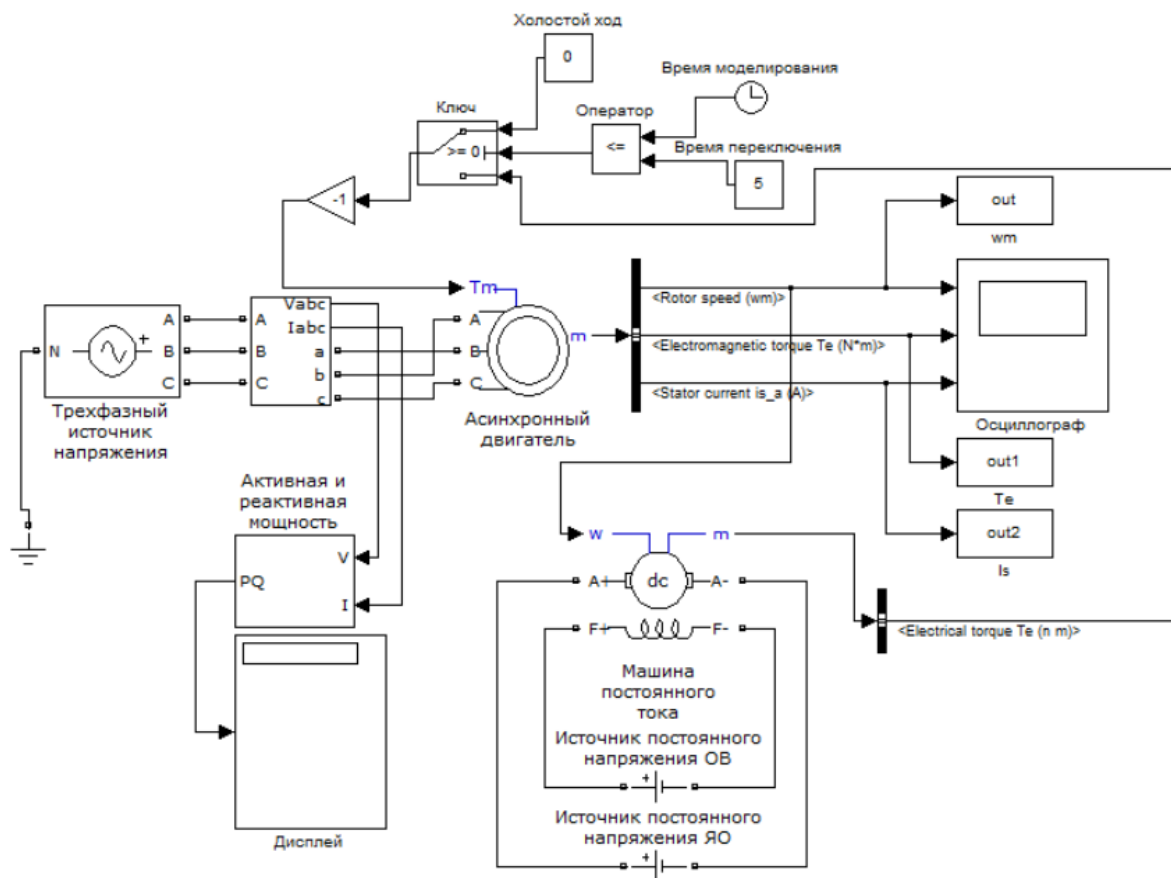 Холостой ход
0
Время моделирования
Ключ
Оператор
>= 0
<=
Время переключения
5
-1
out
wm
Tm
<Rotor speed (wm)>
Vabc
Iabc
A
A
A
N
+
B
B
a
B
m
<Electromagnetic torque Te (N*m)>
b
C
C
c
C
<Stator current is_a (A)>
Трехфазный
источник
напряжения
Асинхронный
двигатель
Осциллограф
out1
Te
Активная и
реактивная
мощность
out2
Is
w
m
V
PQ
I
A+
dc
A-
F+
F-
<Electrical torque Te (n m)>
Машина
постоянного
тока
Источник постоянного
напряжения ОВ
+
Источник постоянного
напряжения ЯО
+
Дисплей